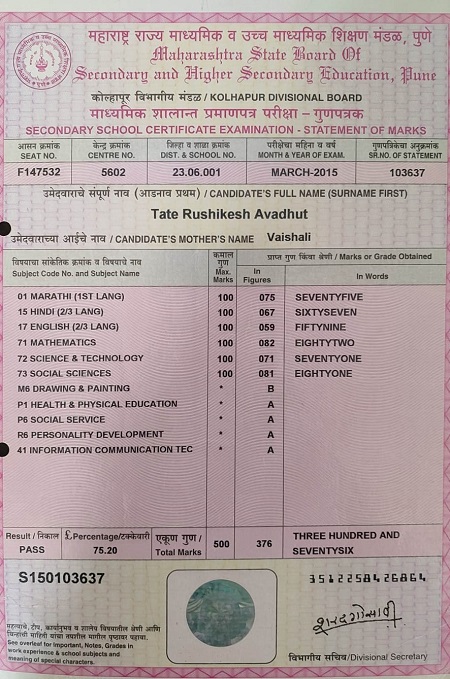 महाराष्ट्र राज्य माध्यमिक व उच्च माध्यमिक शिक्षण मंडळ, पुणे
Maharashtra State Board Of
Secondary and Higher Secondary Education, Pune
कोल्हापूर विभागीय मंडळ / KOLHAPUR DIVISIONAL BOARD
माध्यमिक शालान्त प्रमाणपत्र परीक्षा – गुणपत्रक
SECONDARY SCHOOL CERTIFICATE EXAMINATION - STATEMENT OF MARKS
आसन क्रमांक केंद्र क्रमांक जिल्हा व शाळा क्रमांक परीक्षेचा महिना व वर्ष गुणपत्रिकेचा अनुक्रमांक
SEAT NO. CENTRE NO. DIST. & SCHOOL NO. MONTH & YEAR OF EXAM. SR.NO. OF STATEMENT
F147532 5602 23.06.001 MARCH-2015 103637
उमेदवाराचे संपूर्ण नाव (आडनाव प्रथम) / CANDIDATE'S FULL NAME (SURNAME FIRST)
Tate Rushikesh Avadhut
उमेदवाराच्या आईचे नाव / CANDIDATE'S MOTHER'S NAME Vaishali
विषयाचा सांकेतिक क्रमांक व विषयाचे नाव
Subject Code No. and Subject Name
कमाल गुण
Max. Marks
प्राप्त गुण किंवा श्रेणी / Marks or Grade Obtained
In Figures In Words
01 MARATHI (1ST LANG) 100 075 SEVENTYFIVE
15 HINDI (2/3 LANG) 100 067 SIXTYSEVEN
17 ENGLISH (2/3 LANG) 100 059 FIFTYNINE
71 MATHEMATICS 100 082 EIGHTYTWO
72 SCIENCE & TECHNOLOGY 100 071 SEVENTYONE
73 SOCIAL SCIENCES 100 081 EIGHTYONE
M6 DRAWING & PAINTING * B
P1 HEALTH & PHYSICAL EDUCATION * A
P6 SOCIAL SERVICE * A
R6 PERSONALITY DEVELOPMENT * A
41 INFORMATION COMMUNICATION TEC * A
Result / निकाल £Percentage/टक्केवारी एकूण गुण / Total Marks 500 376 THREE HUNDRED AND
PASS 75.20 SEVENTYSIX
S150103637
3512258426864
शरद गोसावी
See overleaf for Important, Notes, Grades in
work experience & school subjects and
meaning of special characters.
विभागीय सचिव/Divisional Secretary